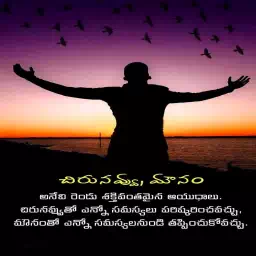 చిరునవ్వు, మౌనం
అనేవి రెండు శక్తివంతమైన ఆయుధాలు.
చిరునవ్వుతో ఎన్నో సమస్యలు పరిష్కరించవచ్చు,
మౌనంతో ఎన్నో సమస్యలనుండి తప్పించుకోవచ్చు.